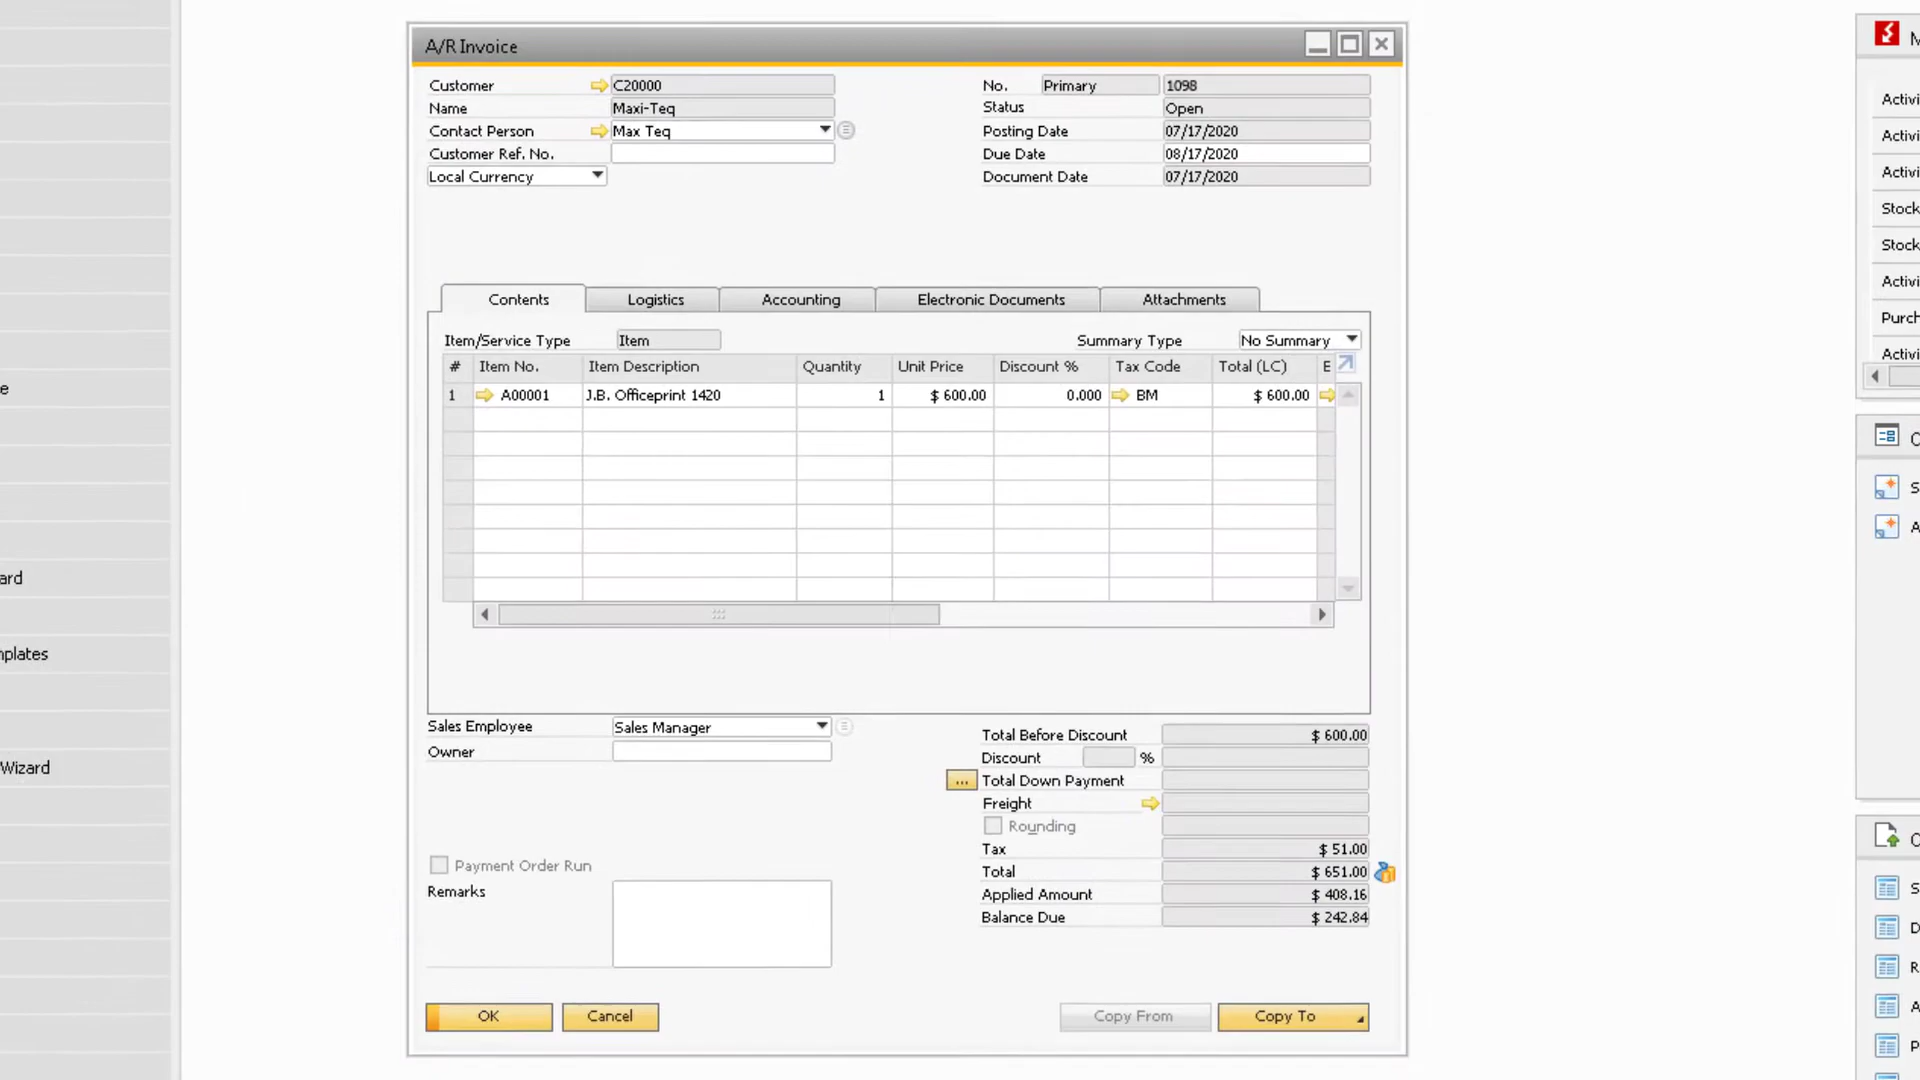 A/R Invoice
Customer C20000
Name Maxi-Teq
Contact Person Max Teq
Customer Ref. No.
Local Currency
No. Primary 1098
Status Open
Posting Date 07/17/2020
Due Date 08/17/2020
Document Date 07/17/2020
Contents Logistics Accounting Electronic Documents Attachments
Item/Service Type Item Summary Type No Summary
# Item No. Item Description Quantity Unit Price Discount % Tax Code Total (LC) E
1 A00001 J.B. Officeprint 1420 1 $ 600.00 0.000 BM $ 600.00
Sales Employee Sales Manager
Owner
Payment Order Run
Remarks
Total Before Discount $ 600.00
Discount %
... Total Down Payment
Freight
Rounding
Tax $ 51.00
Total $ 651.00
Applied Amount $ 408.16
Balance Due $ 242.84
OK Cancel Copy From Copy To
e
ard
nplates
Wizard
M
Activi
Activi
Activi
Stock
Stock
Activi
Purch
Activi
S
A
S
D
R
A
P